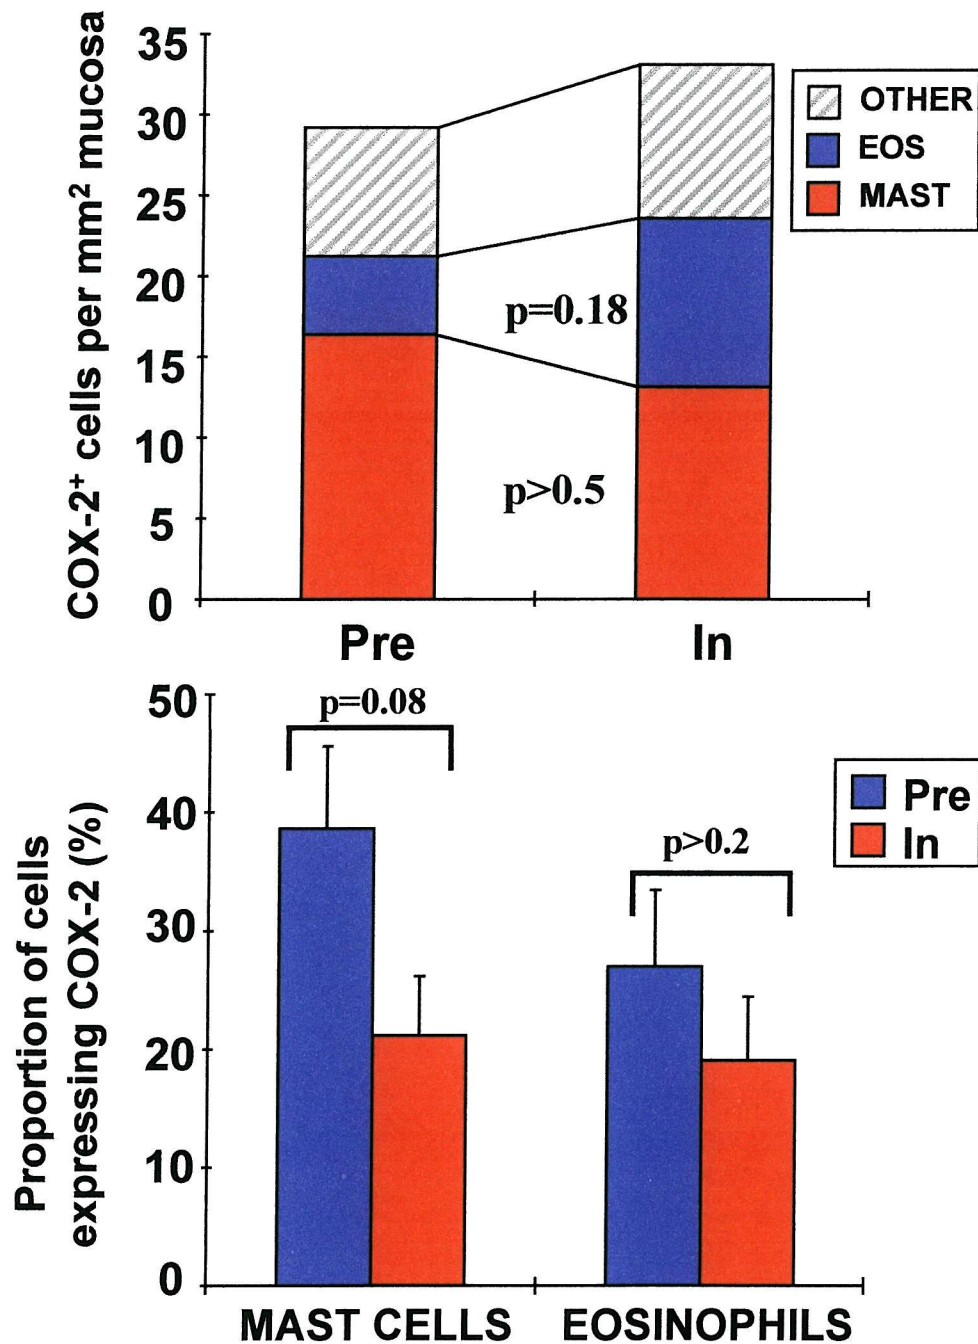 COX-2⁺ cells per mm² mucosa
35
30
25
20
15
10
5
0
OTHER
EOS
MAST
p=0.18
p>0.5
Pre
In
Proportion of cells
expressing COX-2 (%)
50
40
30
20
10
0
p=0.08
p>0.2
Pre
In
MAST CELLS
EOSINOPHILS